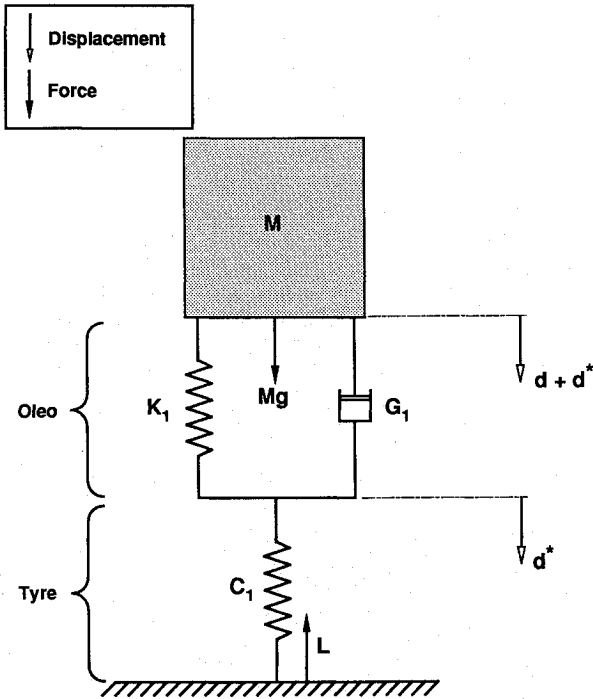 Displacement
Force
M
Mg
d + d*
Oleo
K₁
G₁
d*
Tyre
C₁
L